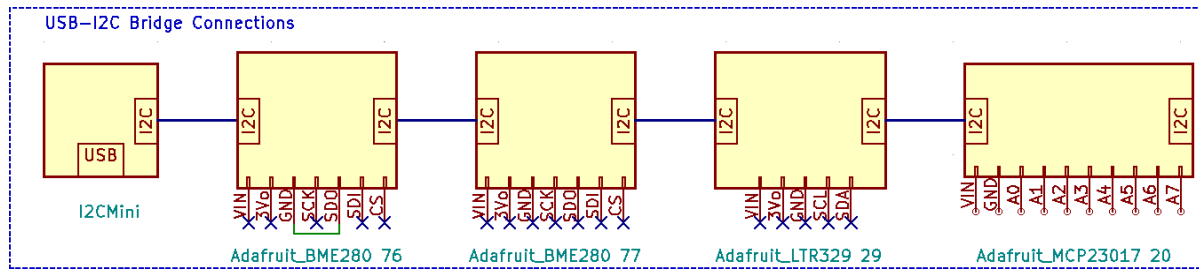 USB-I2C Bridge Connections
I2C
USB
I2CMini
I2C
I2C
VIN
3Vo
GND
SCK
SDO
SDI
CS
Adafruit_BME280 76
I2C
I2C
VIN
3Vo
GND
SCK
SDO
SDI
CS
Adafruit_BME280 77
I2C
I2C
VIN
3Vo
GND
SCL
SDA
Adafruit_LTR329 29
I2C
I2C
VIN
GND
A0
A1
A2
A3
A4
A5
A6
A7
Adafruit_MCP23017 20